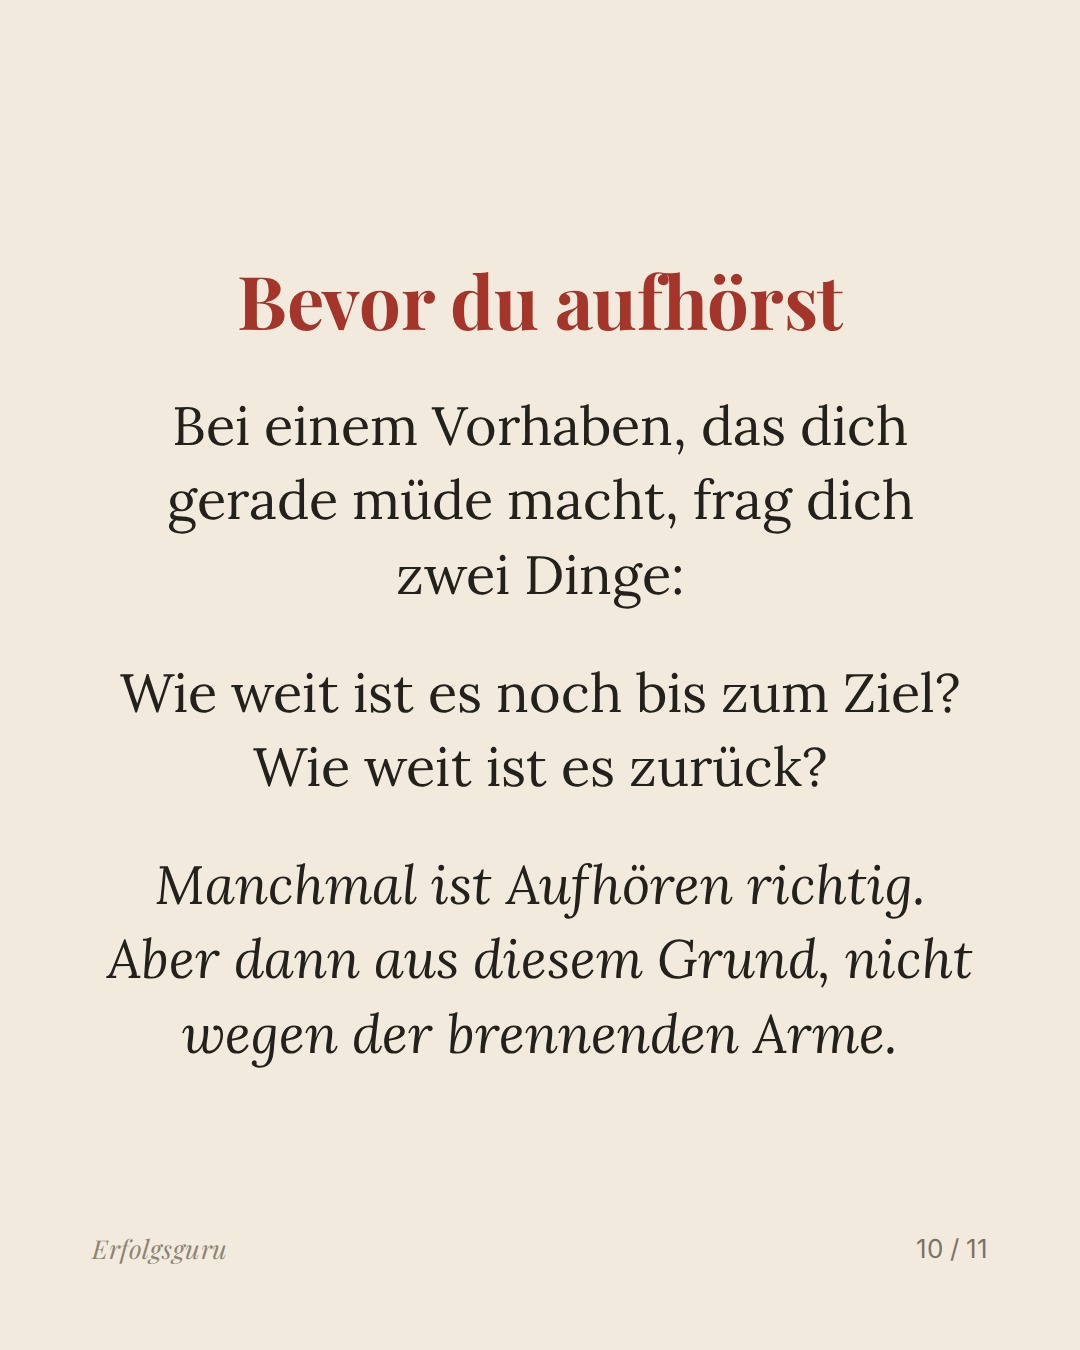 Bevor du aufhörst
Bei einem Vorhaben, das dich
gerade müde macht, frag dich
zwei Dinge:
Wie weit ist es noch bis zum Ziel?
Wie weit ist es zurück?
Manchmal ist Aufhören richtig.
Aber dann aus diesem Grund, nicht
wegen der brennenden Arme.
Erfolgsguru
10 / 11